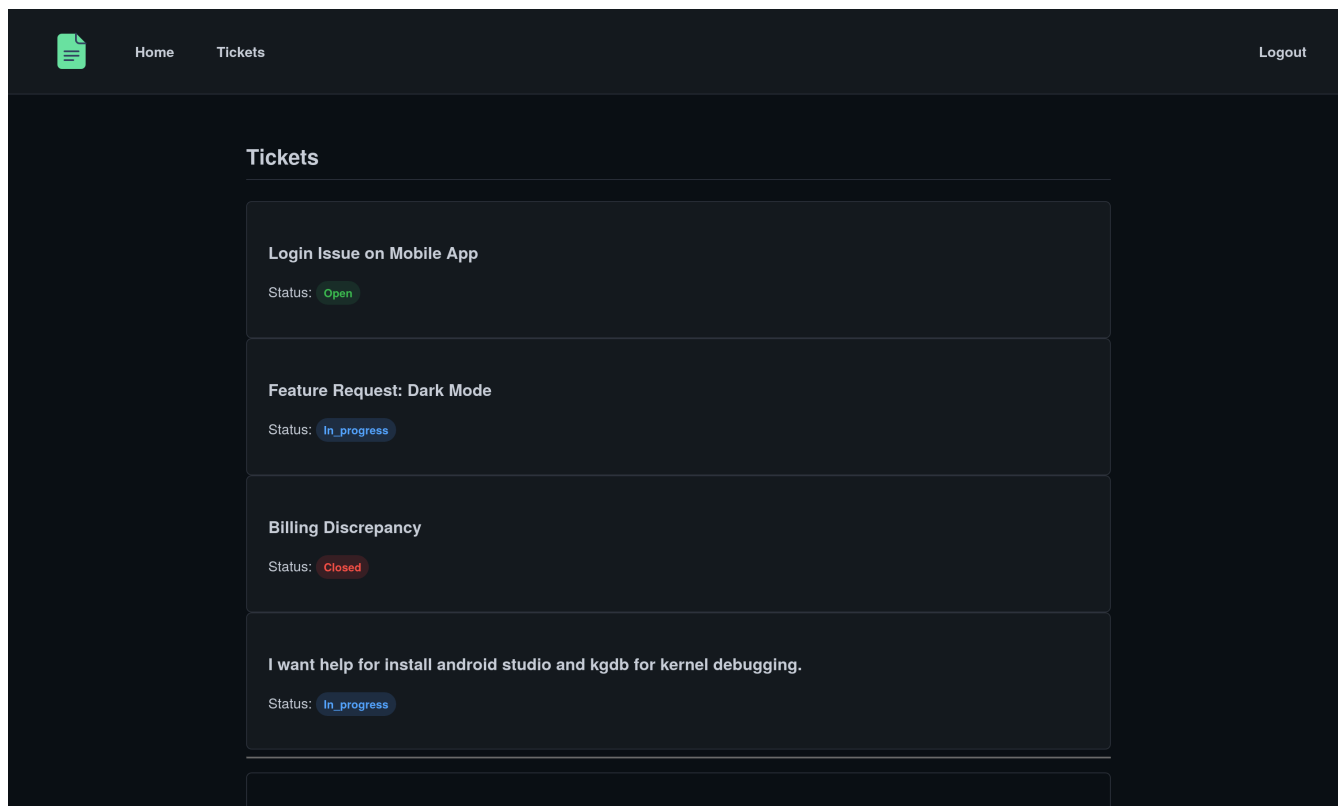 Home Tickets Logout
Tickets
Login Issue on Mobile App
Status: Open
Feature Request: Dark Mode
Status: In_progress
Billing Discrepancy
Status: Closed
I want help for install android studio and kgdb for kernel debugging.
Status: In_progress